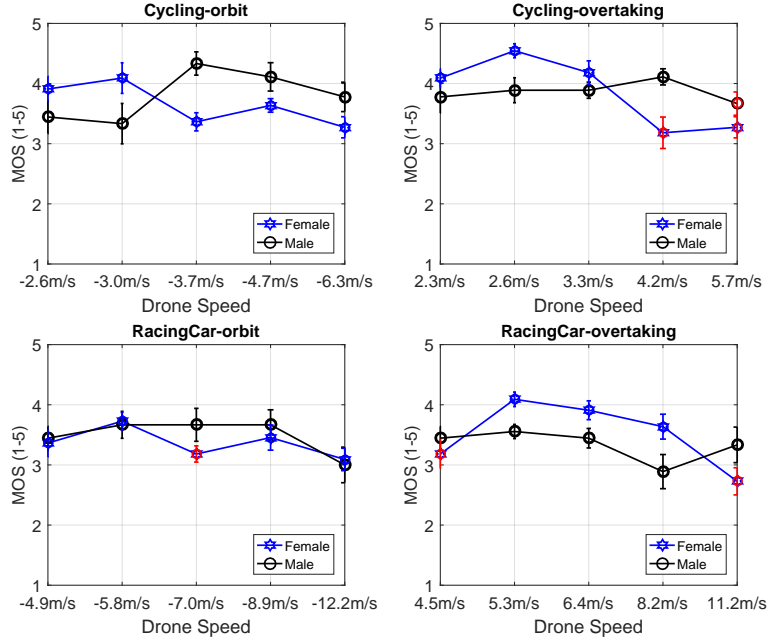 Cycling-orbit
5
4
3
2
1
MOS (1-5)
Female
Male
-2.6m/s -3.0m/s -3.7m/s -4.7m/s -6.3m/s
Drone Speed
Cycling-overtaking
5
4
3
2
1
MOS (1-5)
Female
Male
2.3m/s 2.6m/s 3.3m/s 4.2m/s 5.7m/s
Drone Speed
RacingCar-orbit
5
4
3
2
1
MOS (1-5)
Female
Male
-4.9m/s -5.8m/s -7.0m/s -8.9m/s -12.2m/s
Drone Speed
RacingCar-overtaking
5
4
3
2
1
MOS (1-5)
Female
Male
4.5m/s 5.3m/s 6.4m/s 8.2m/s 11.2m/s
Drone Speed